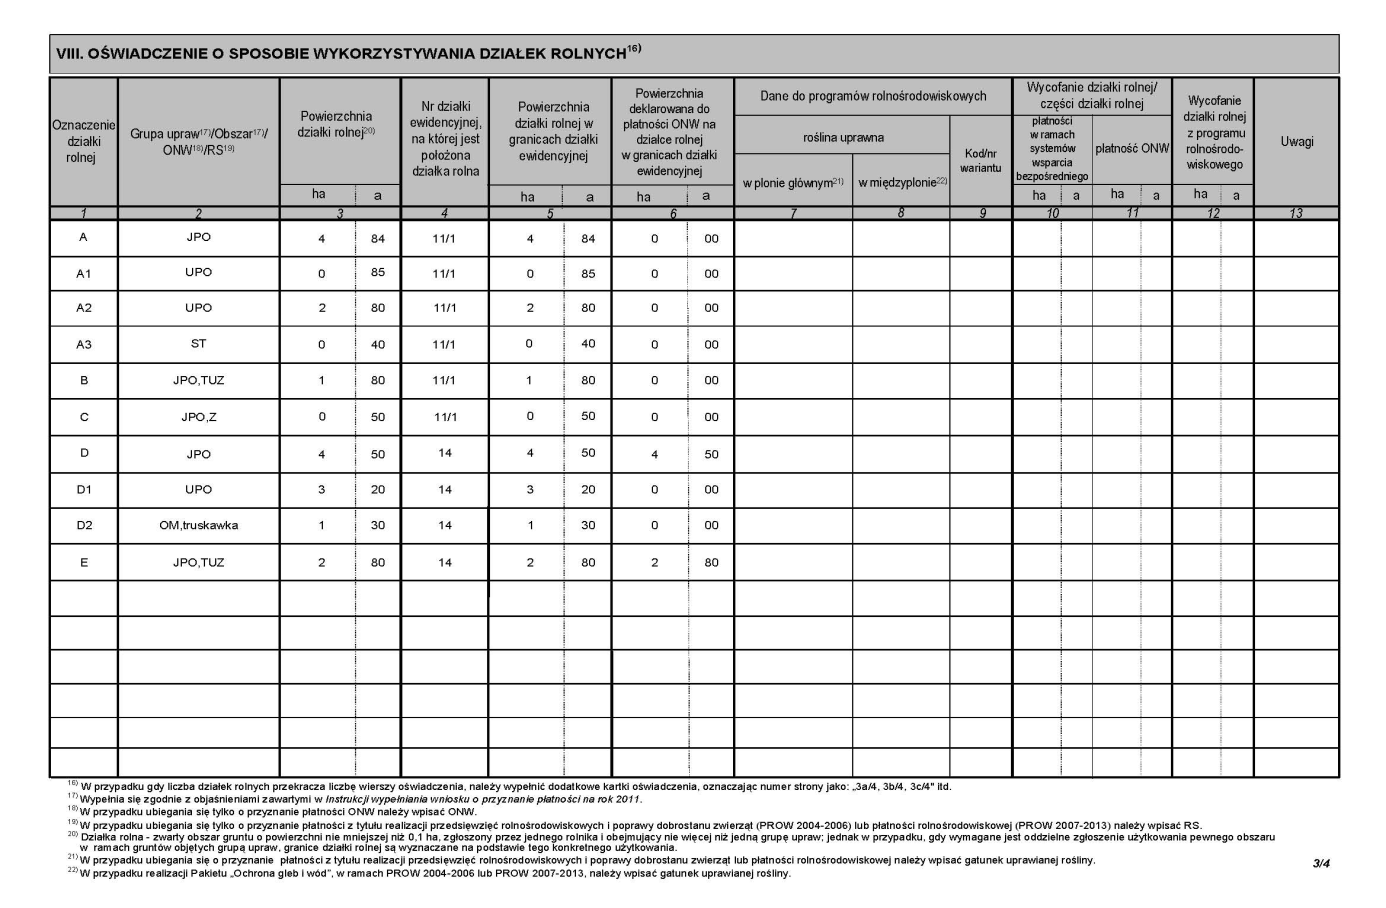 VIII. OŚWIADCZENIE O SPOSOBIE WYKORZYSTYWANIA DZIAŁEK ROLNYCH16)
Oznaczenie
działki
rolnej
Grupa upraw17)/Obszar17)/
ONW18)/RS19)
Powierzchnia
działki rolnej20)
ha a
Nr działki
ewidencyjnej,
na której jest
położona
działka rolna
Powierzchnia
działki rolnej w
granicach działki
ewidencyjnej
ha a
Powierzchnia
deklarowana do
płatności ONW na
działce rolnej
w granicach działki
ewidencyjnej
ha a
Dane do programów rolnośrodowiskowych
roślina uprawna
w plonie głównym21)
w międzyplonie22)
Kod/nr
wariantu
Wycofanie działki rolnej/
części działki rolnej
płatności
w ramach
systemów
wsparcia
bezpośredniego
ha a
płatność ONW
ha a
Wycofanie
działki rolnej
z programu
rolnośrodo-
wiskowego
ha a
Uwagi
1 2 3 4 5 6 7 8 9 10 11 12 13
A JPO 4 84 11/1 4 84 0 00
A1 UPO 0 85 11/1 0 85 0 00
A2 UPO 2 80 11/1 2 80 0 00
A3 ST 0 40 11/1 0 40 0 00
B JPO,TUZ 1 80 11/1 1 80 0 00
C JPO,Z 0 50 11/1 0 50 0 00
D JPO 4 50 14 4 50 4 50
D1 UPO 3 20 14 3 20 0 00
D2 OM,truskawka 1 30 14 1 30 0 00
E JPO,TUZ 2 80 14 2 80 2 80
16) W przypadku gdy liczba działek rolnych przekracza liczbę wierszy oświadczenia, należy wypełnić dodatkowe kartki oświadczenia, oznaczając numer strony jako: „3a/4, 3b/4, 3c/4" itd.
17) Wypełnia się zgodnie z objaśnieniami zawartymi w Instrukcji wypełniania wniosku o przyznanie płatności na rok 2011.
18) W przypadku ubiegania się tylko o przyznanie płatności ONW należy wpisać ONW.
19) W przypadku ubiegania się tylko o przyznanie płatności z tytułu realizacji przedsięwzięć rolnośrodowiskowych i poprawy dobrostanu zwierząt (PROW 2004-2006) lub płatności rolnośrodowiskowej (PROW 2007-2013) należy wpisać RS.
20) Działka rolna - zwarty obszar gruntu o powierzchni nie mniejszej niż 0,1 ha, zgłoszony przez jednego rolnika i obejmujący nie więcej niż jedną grupę upraw; jednak w przypadku, gdy wymagane jest oddzielne zgłoszenie użytkowania pewnego obszaru
w ramach gruntów objętych grupą upraw, granice działki rolnej są wyznaczane na podstawie tego konkretnego użytkowania.
21) W przypadku ubiegania się o przyznanie płatności z tytułu realizacji przedsięwzięć rolnośrodowiskowych i poprawy dobrostanu zwierząt lub płatności rolnośrodowiskowej należy wpisać gatunek uprawianej rośliny.
22) W przypadku realizacji Pakietu „Ochrona gleb i wód", w ramach PROW 2004-2006 lub PROW 2007-2013, należy wpisać gatunek uprawianej rośliny.
3/4